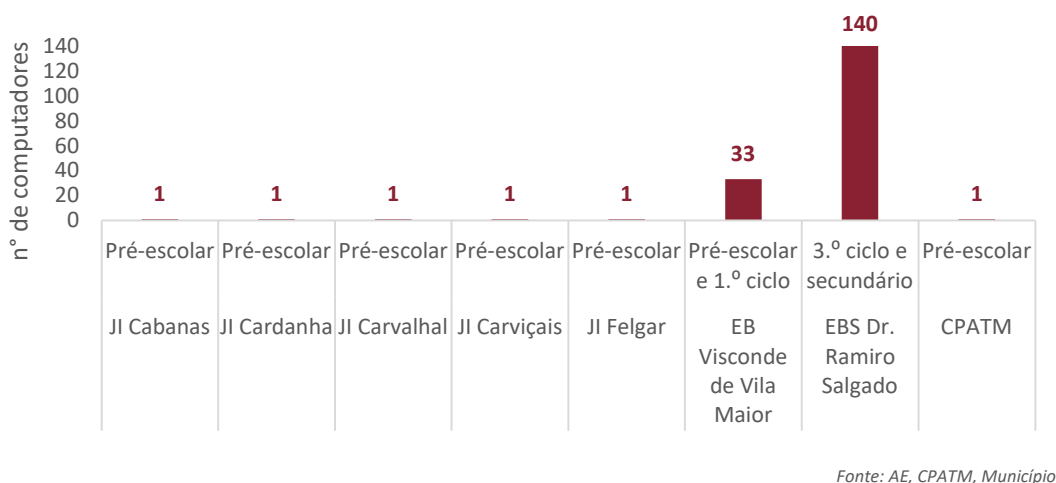 n° de computadores
140
120
100
80
60
40
20
0
1
1
1
1
1
33
140
1
Pré-escolar Pré-escolar Pré-escolar Pré-escolar Pré-escolar Pré-escolar 3.º ciclo e Pré-escolar
e 1.º ciclo secundário
JI Cabanas JI Cardanha JI Carvalhal JI Carviçais JI Felgar EB EBS Dr. CPATM
Visconde Ramiro
de Vila Salgado
Maior
Fonte: AE, CPATM, Município